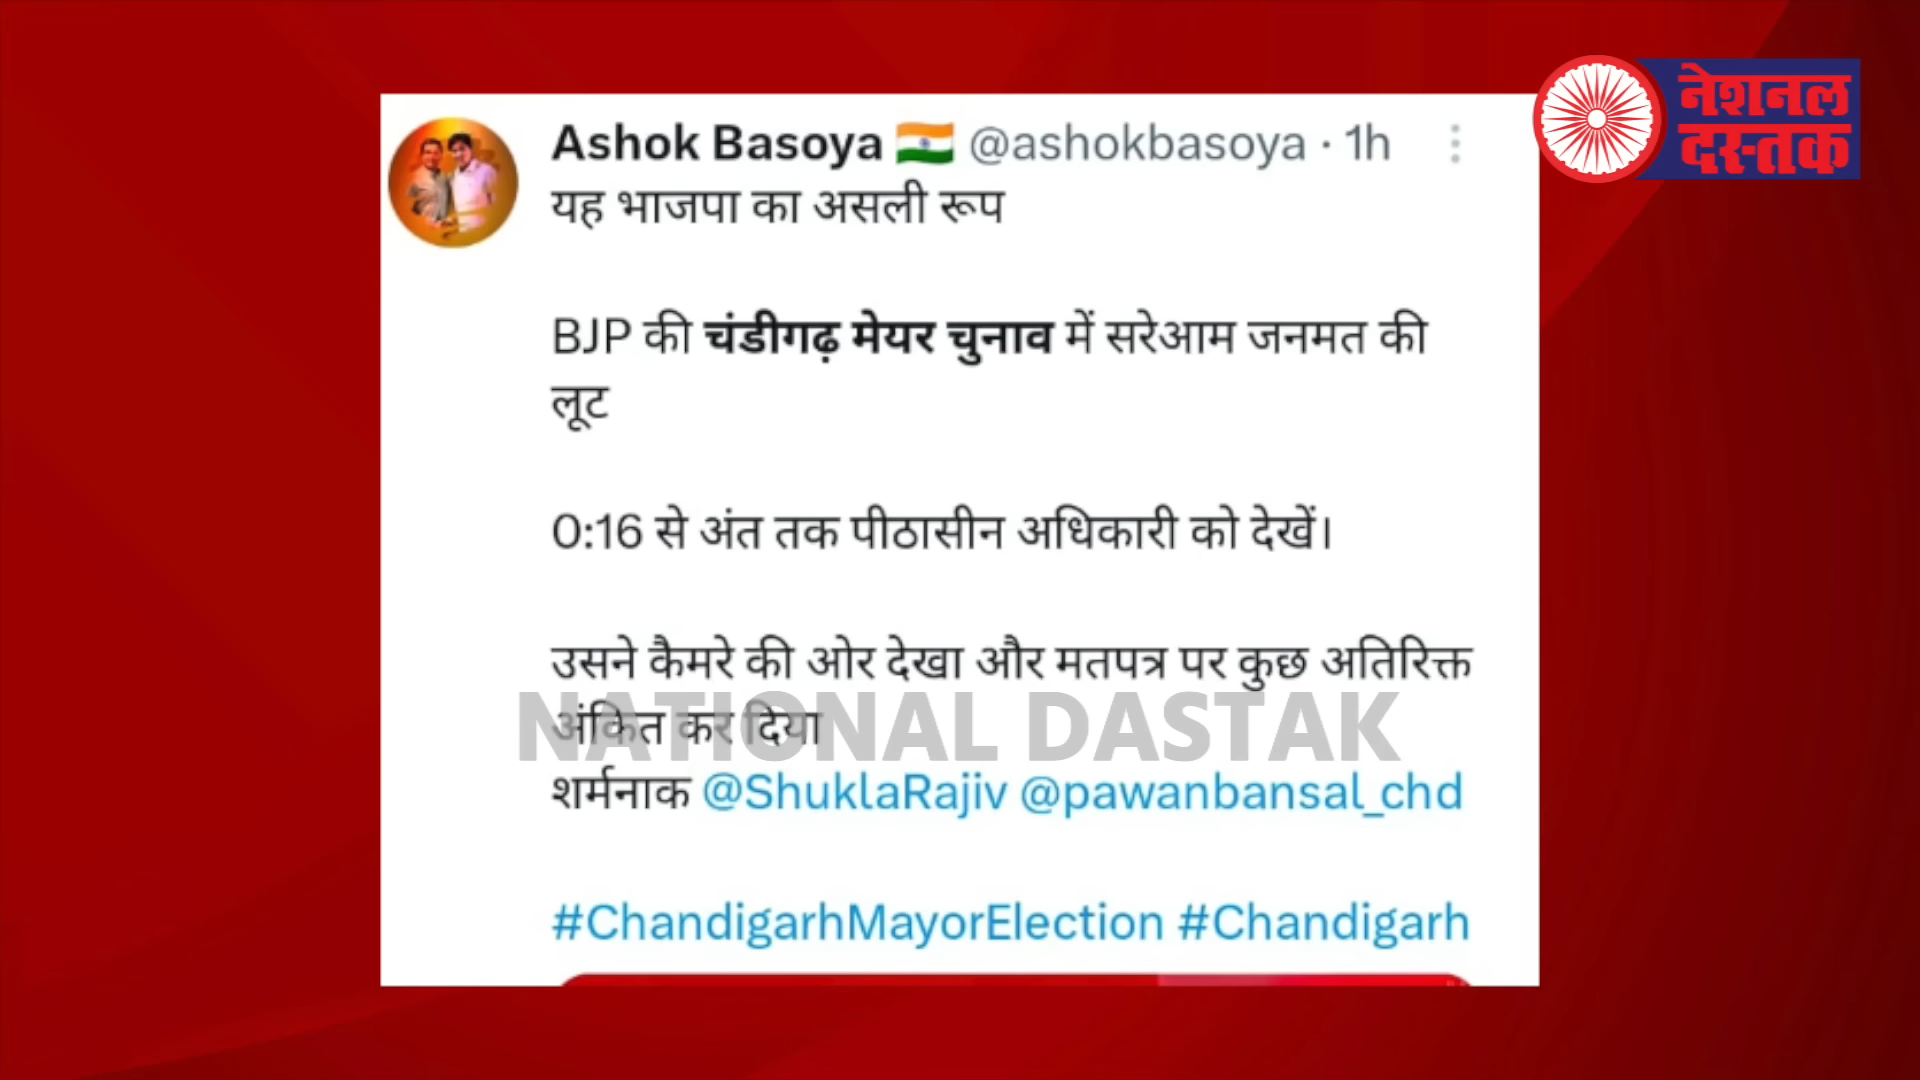 नेशनल
दस्तक
Ashok Basoya 🇮🇳 @ashokbasoya · 1h
यह भाजपा का असली रूप
BJP की चंडीगढ़ मेयर चुनाव में सरेआम जनमत की
लूट
0:16 से अंत तक पीठासीन अधिकारी को देखें।
उसने कैमरे की ओर देखा और मतपत्र पर कुछ अतिरिक्त
अंकित कर दिया
NATIONAL DASTAK
शर्मनाक @ShuklaRajiv @pawanbansal_chd
#ChandigarhMayorElection #Chandigarh